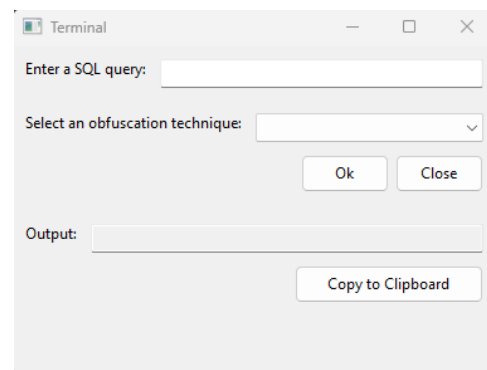 Terminal
Enter a SQL query:
Select an obfuscation technique:
Ok Close
Output:
Copy to Clipboard